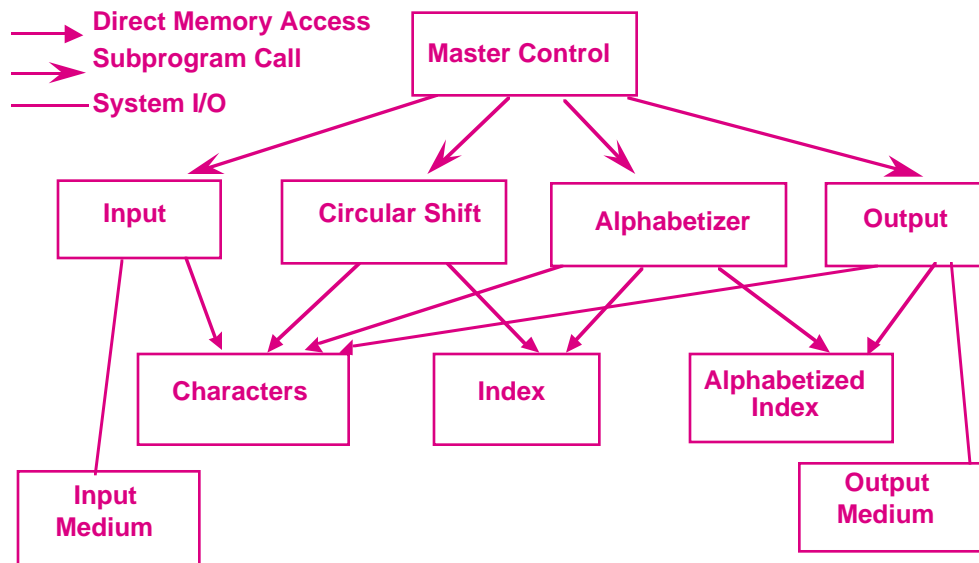 Direct Memory Access
Subprogram Call
System I/O
Master Control
Input
Circular Shift
Alphabetizer
Output
Characters
Index
Alphabetized
Index
Input
Medium
Output
Medium